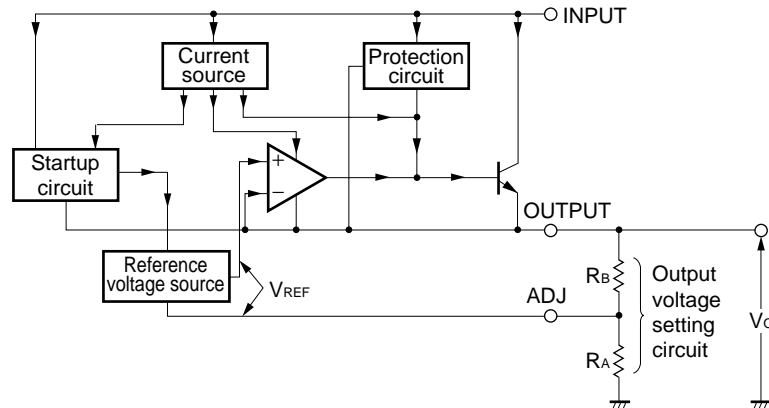 INPUT
Current
source
Protection
circuit
Startup
circuit
+
−
OUTPUT
Reference
voltage source
VREF
ADJ
RB
RA
Output
voltage
setting
circuit